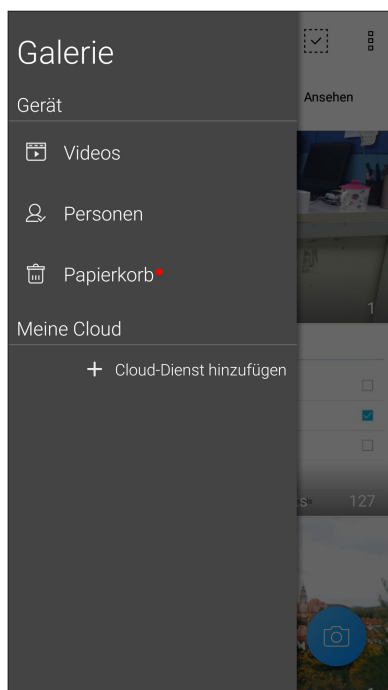 Galerie
Ansehen
Gerät
Videos
Personen
Papierkorb
1
Meine Cloud
Cloud-Dienst hinzufügen
127